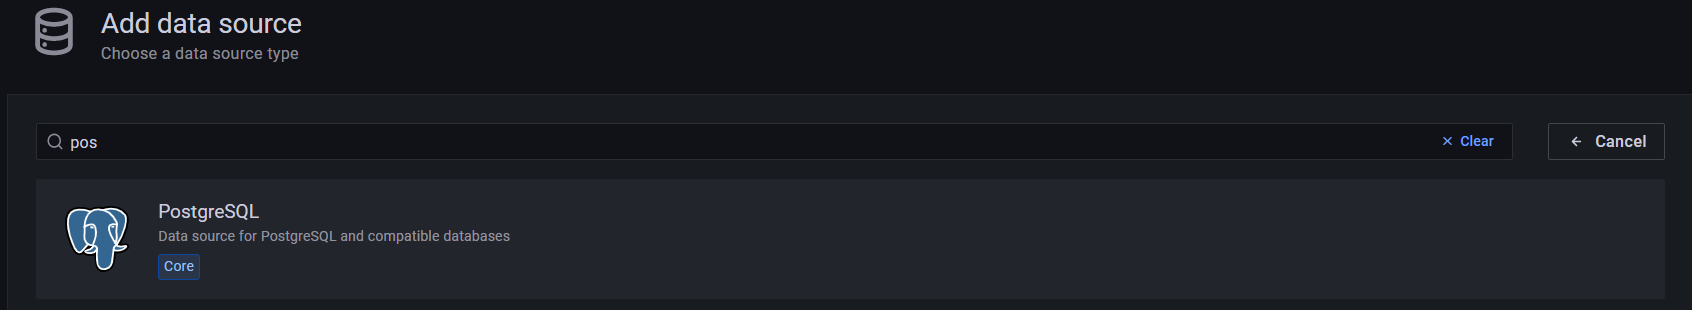 Add data source
Choose a data source type
pos
Clear
Cancel
PostgreSQL
Data source for PostgreSQL and compatible databases
Core